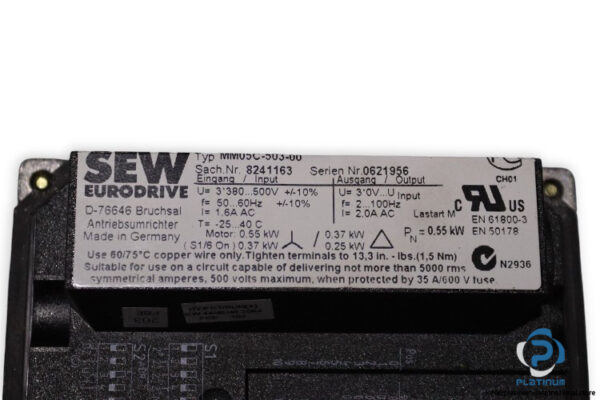 SEW
EURODRIVE
D-76646 Bruchsal
Antriebsumrichter
Made in Germany
Typ MM05C-503-00
Sach.Nr. 8241163 Serien Nr.0621956
Eingang / Input Ausgang / Output
U= 3*380...500V +/-10% U= 3*0V...U Input
f= 50...60Hz +/-10% f= 2...100Hz
I= 1.6A AC I= 2.0A AC Lastart M
T= -25...40 C
Motor: 0.55 kW 0.37 kW PN = 0.55 kW
(S1/6 On) 0.37 kW 0.25 kW
CH01
C US
EN 61800-3
EN 50178
N2936
Use 60/75°C copper wire only.Tighten terminals to 13,3 in. - lbs.(1,5 Nm)
Suitable for use on a circuit capable of delivering not more than 5000 rms
symmetrical amperes, 500 volts maximum, when protected by 35 A/600 V fuse.
203
S2
S1
PLATINUM